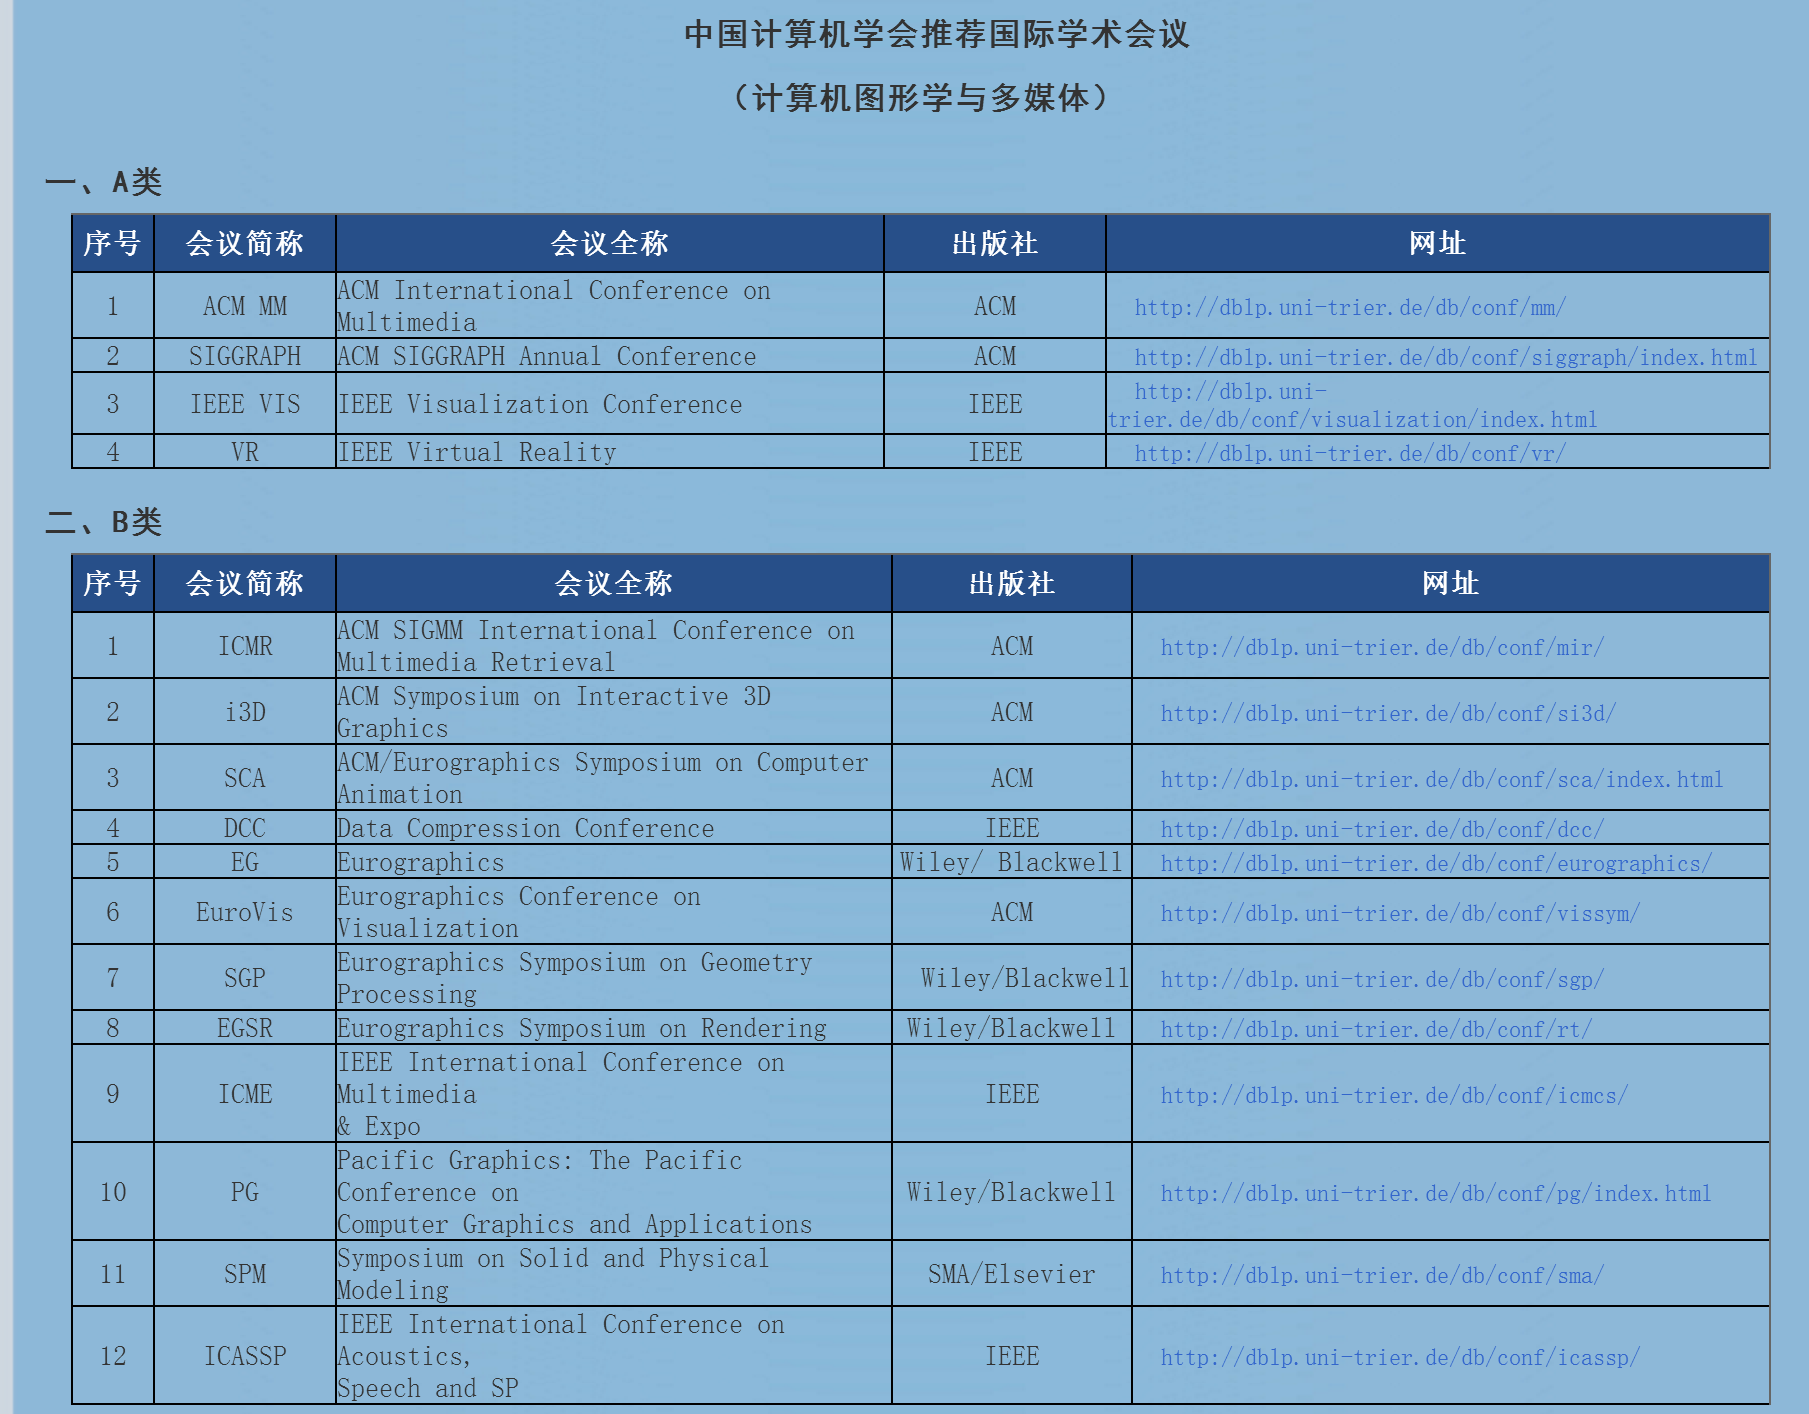 中国计算机学会推荐国际学术会议
（计算机图形学与多媒体）
一、A类
序号 会议简称 会议全称 出版社 网址
1 ACM MM ACM International Conference on
Multimedia ACM http://dblp.uni-trier.de/db/conf/mm/
2 SIGGRAPH ACM SIGGRAPH Annual Conference ACM http://dblp.uni-trier.de/db/conf/siggraph/index.html
3 IEEE VIS IEEE Visualization Conference IEEE http://dblp.uni-
trier.de/db/conf/visualization/index.html
4 VR IEEE Virtual Reality IEEE http://dblp.uni-trier.de/db/conf/vr/
二、B类
序号 会议简称 会议全称 出版社 网址
1 ICMR ACM SIGMM International Conference on
Multimedia Retrieval ACM http://dblp.uni-trier.de/db/conf/mir/
2 i3D ACM Symposium on Interactive 3D
Graphics ACM http://dblp.uni-trier.de/db/conf/si3d/
3 SCA ACM/Eurographics Symposium on Computer
Animation ACM http://dblp.uni-trier.de/db/conf/sca/index.html
4 DCC Data Compression Conference IEEE http://dblp.uni-trier.de/db/conf/dcc/
5 EG Eurographics Wiley/ Blackwell http://dblp.uni-trier.de/db/conf/eurographics/
6 EuroVis Eurographics Conference on
Visualization ACM http://dblp.uni-trier.de/db/conf/vissym/
7 SGP Eurographics Symposium on Geometry
Processing Wiley/Blackwell http://dblp.uni-trier.de/db/conf/sgp/
8 EGSR Eurographics Symposium on Rendering Wiley/Blackwell http://dblp.uni-trier.de/db/conf/rt/
9 ICME IEEE International Conference on
Multimedia
& Expo IEEE http://dblp.uni-trier.de/db/conf/icmcs/
10 PG Pacific Graphics: The Pacific
Conference on
Computer Graphics and Applications Wiley/Blackwell http://dblp.uni-trier.de/db/conf/pg/index.html
11 SPM Symposium on Solid and Physical
Modeling SMA/Elsevier http://dblp.uni-trier.de/db/conf/sma/
12 ICASSP IEEE International Conference on
Acoustics,
Speech and SP IEEE http://dblp.uni-trier.de/db/conf/icassp/